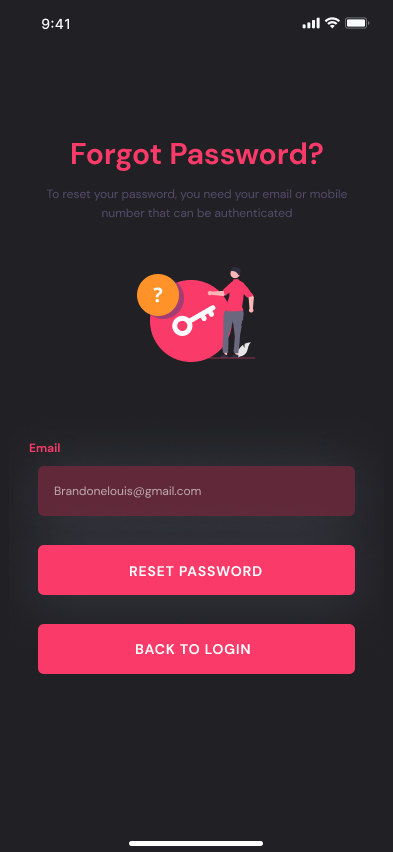 9:41
Forgot Password?
To reset your password, you need your email or mobile
number that can be authenticated
?
Email
Brandonelouis@gmail.com
RESET PASSWORD
BACK TO LOGIN